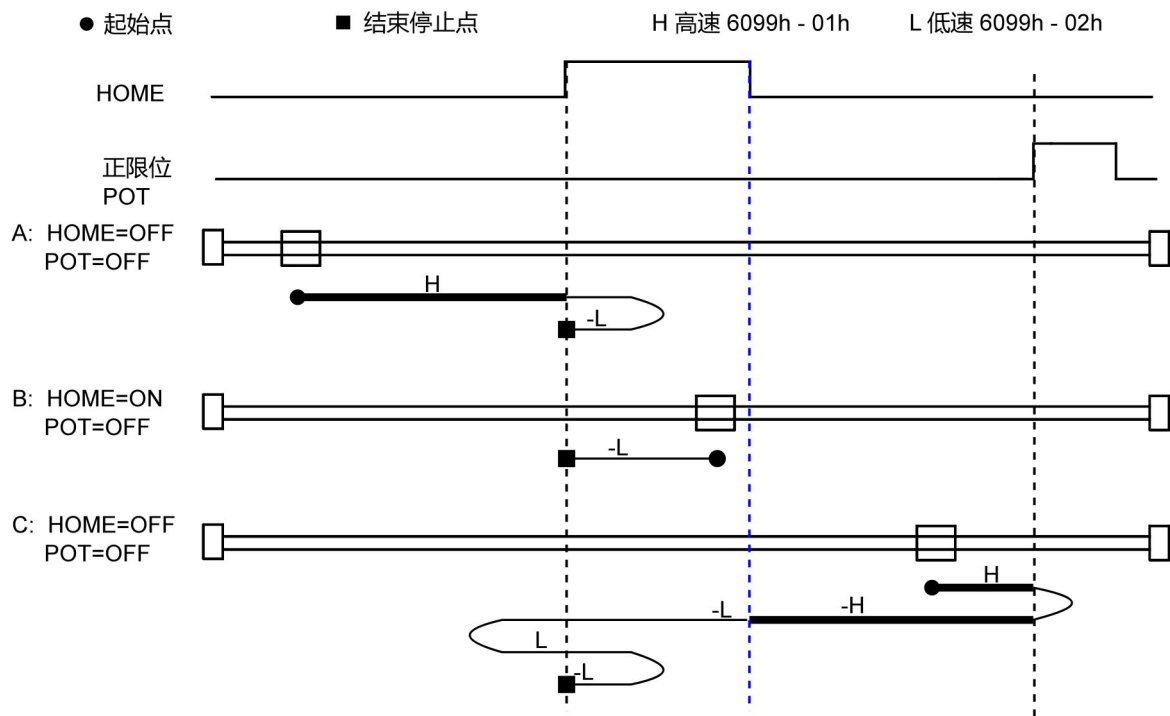 ● 起始点 ■ 结束停止点 H 高速 6099h - 01h L 低速 6099h - 02h
HOME
正限位
POT
A: HOME=OFF
POT=OFF
H
-L
B: HOME=ON
POT=OFF
-L
C: HOME=OFF
POT=OFF
H
-L -H
L
-L